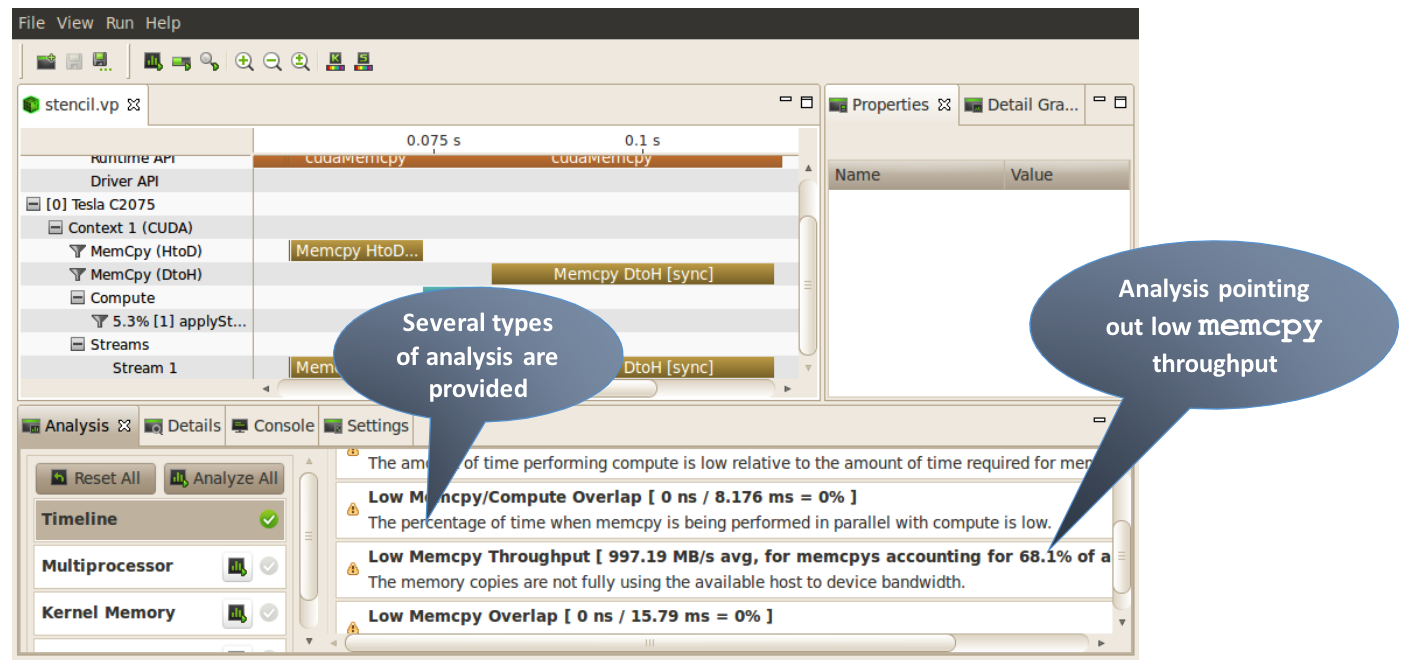 File View Run Help
stencil.vp
Properties
Detail Gra...
0.075 s
0.1 s
Name
Value
Runtime API
cudaMemcpy
cudaMemcpy
Driver API
[0] Tesla C2075
Context 1 (CUDA)
MemCpy (HtoD)
Memcpy HtoD...
MemCpy (DtoH)
Memcpy DtoH [sync]
Compute
5.3% [1] applySt...
Streams
Stream 1
DtoH [sync]
Several types
of analysis are
provided
Analysis pointing
out low memcpy
throughput
Analysis
Details
Console
Settings
Reset All
Analyze All
Timeline
Multiprocessor
Kernel Memory
The am of time performing compute is low relative to the amount of time required for mem
Low Memcpy/Compute Overlap [ 0 ns / 8.176 ms = 0% ]
The percentage of time when memcpy is being performed in parallel with compute is low.
Low Memcpy Throughput [ 997.19 MB/s avg, for memcpys accounting for 68.1% of a
The memory copies are not fully using the available host to device bandwidth.
Low Memcpy Overlap [ 0 ns / 15.79 ms = 0% ]